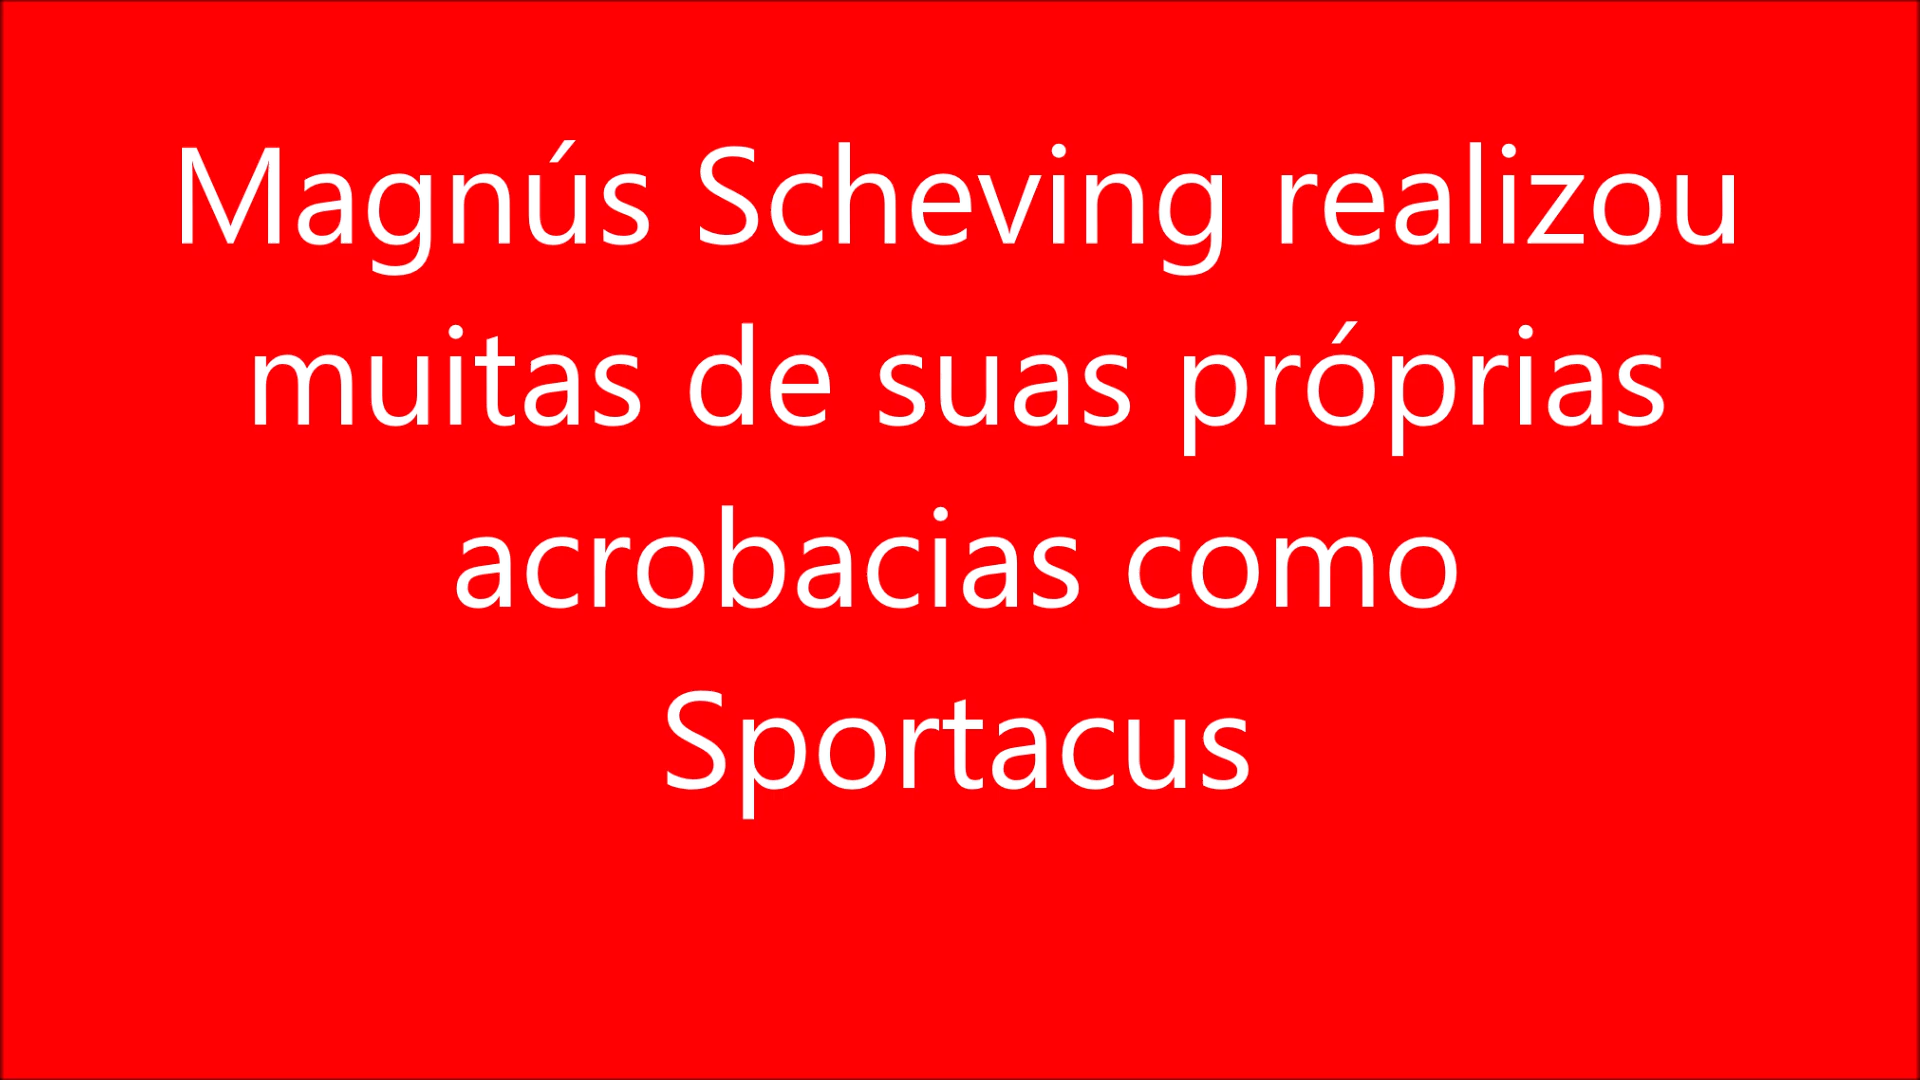 Magnús Scheving realizou
muitas de suas próprias
acrobacias como
Sportacus